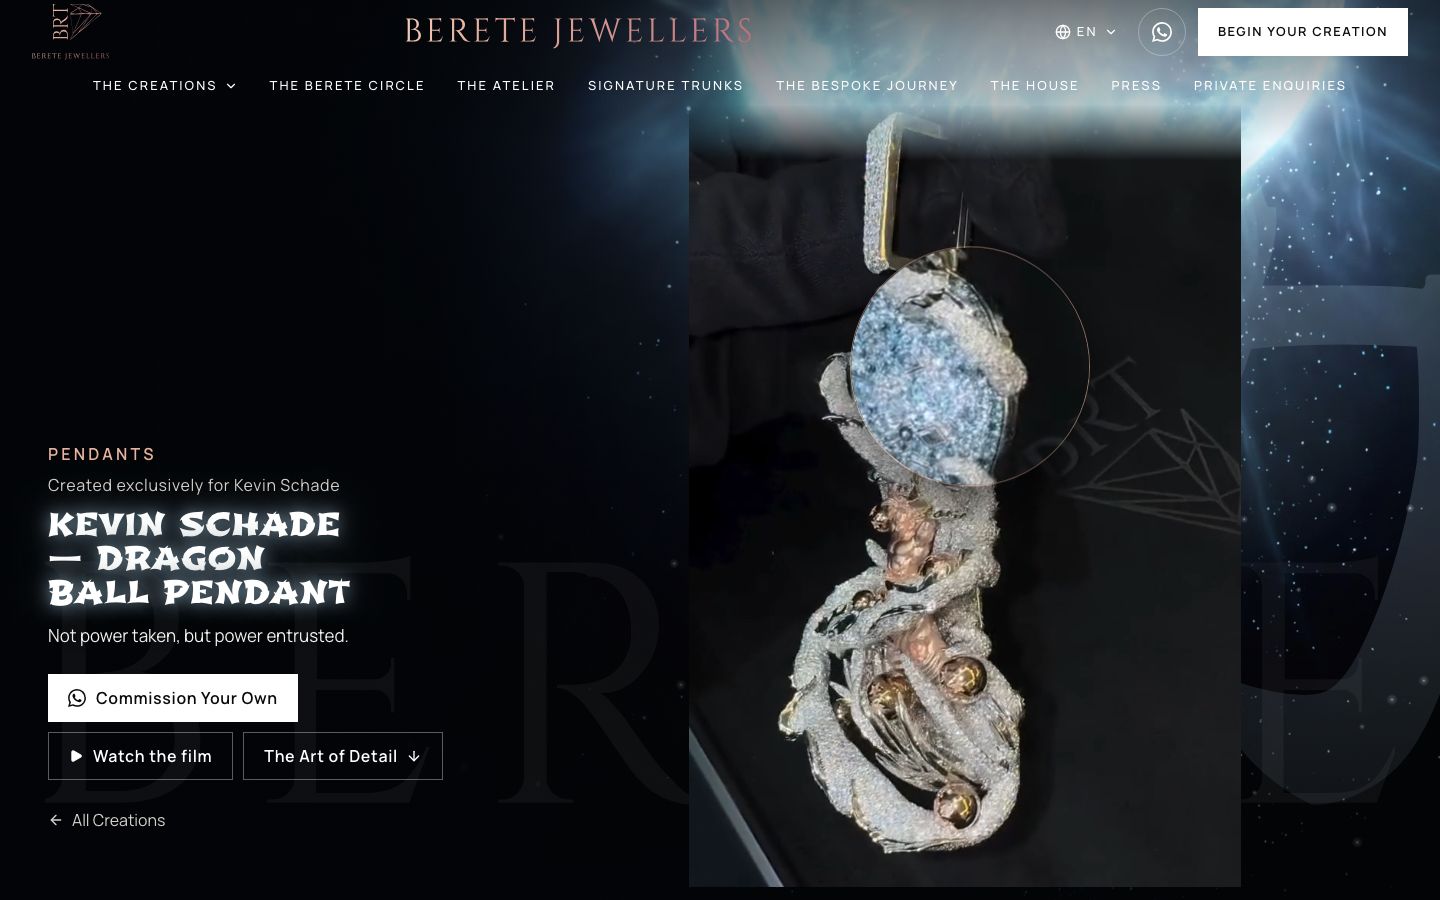 BRT
BERETE JEWELLERS
BERETE JEWELLERS
EN
BEGIN YOUR CREATION
THE CREATIONS
THE BERETE CIRCLE
THE ATELIER
SIGNATURE TRUNKS
THE BESPOKE JOURNEY
THE HOUSE
PRESS
PRIVATE ENQUIRIES
BRT
PENDANTS
Created exclusively for Kevin Schade
KEVIN SCHADE
— DRAGON
BALL PENDANT
Not power taken, but power entrusted.
Commission Your Own
Watch the film
The Art of Detail
All Creations